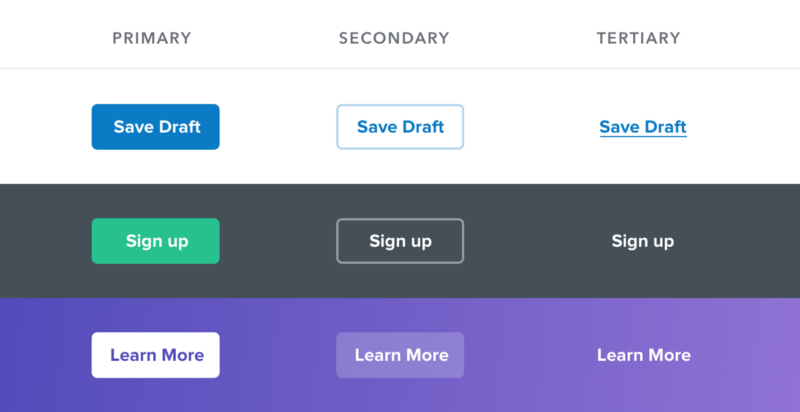 PRIMARY SECONDARY TERTIARY
Save Draft Save Draft Save Draft
Sign up Sign up Sign up
Learn More Learn More Learn More